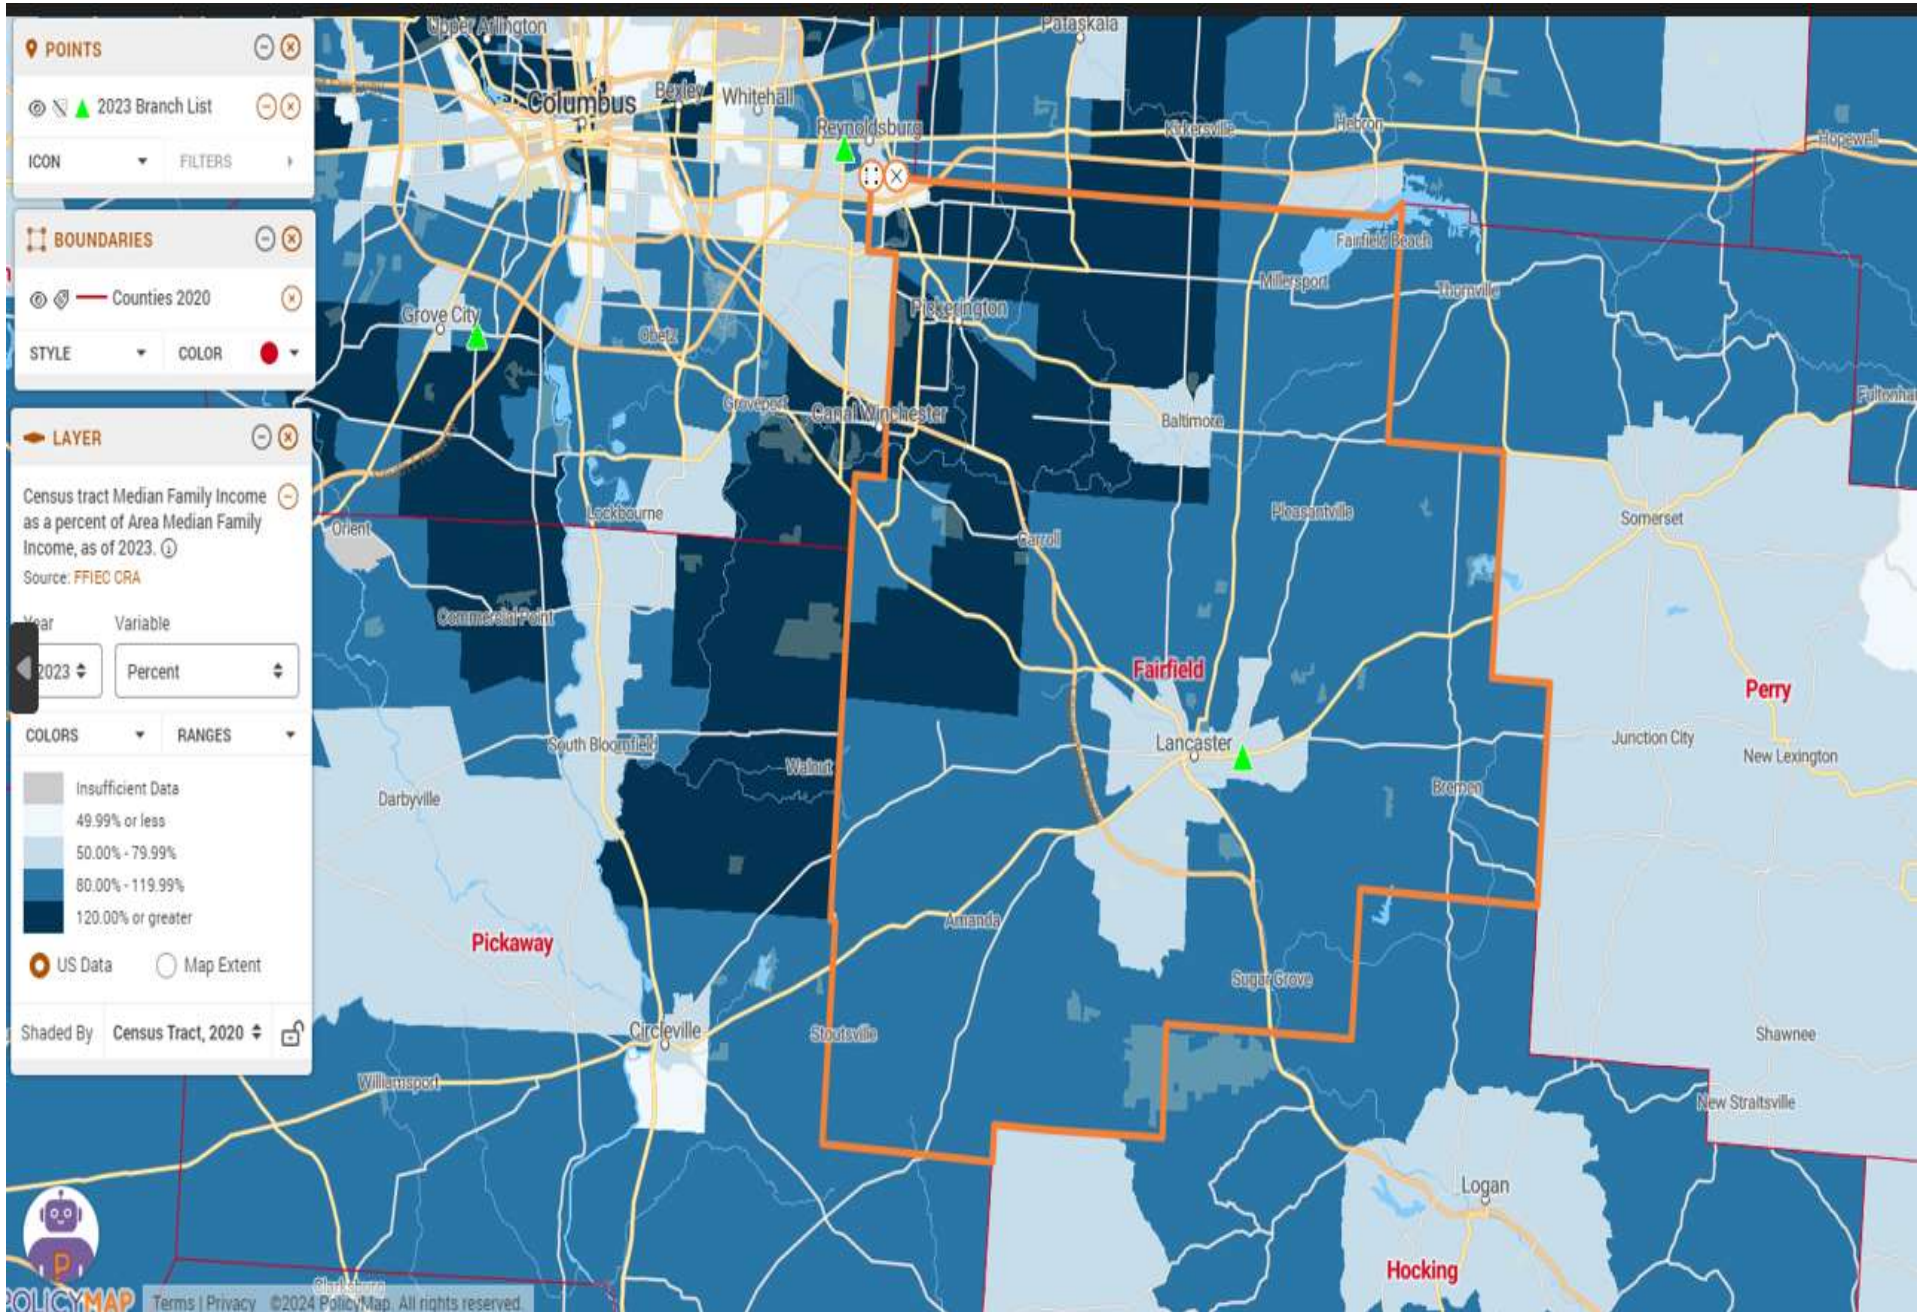 POINTS
2023 Branch List
ICON
FILTERS
BOUNDARIES
Counties 2020
STYLE
COLOR
LAYER
Census tract Median Family Income
as a percent of Area Median Family
Income, as of 2023.
Source: FFIEC CRA
Year
Variable
2023
Percent
COLORS
RANGES
Insufficient Data
49.99% or less
50.00% - 79.99%
80.00% - 119.99%
120.00% or greater
US Data
Map Extent
Shaded By
Census Tract, 2020
Upper Arlington
Pataskala
Columbus
Bexley
Whitehall
Reynoldsburg
Kirkersville
Hebron
Hopewell
Fairfield Beach
Millersport
Thornville
Grove City
Obetz
Pickerington
Groveport
Canal Winchester
Baltimore
Fultonham
Orient
Lockbourne
Carroll
Pleasantville
Somerset
Commercial Point
Fairfield
Perry
South Bloomfield
Lancaster
Junction City
New Lexington
Walnut
Darbyville
Bremen
Pickaway
Amanda
Sugar Grove
Circleville
Stoutsville
Shawnee
Williamsport
New Straitsville
Logan
Hocking
Clarksburg
P
POLICYMAP
Terms | Privacy ©2024 PolicyMap. All rights reserved.